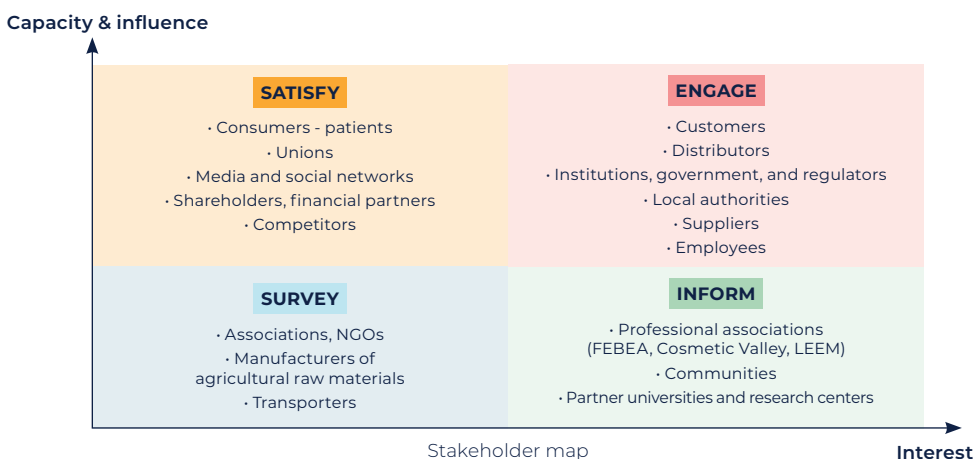 Capacity & influence
SATISFY
• Consumers - patients
• Unions
• Media and social networks
• Shareholders, financial partners
• Competitors
ENGAGE
• Customers
• Distributors
• Institutions, government, and regulators
• Local authorities
• Suppliers
• Employees
SURVEY
• Associations, NGOs
• Manufacturers of
agricultural raw materials
• Transporters
INFORM
• Professional associations
(FEBEA, Cosmetic Valley, LEEM)
• Communities
• Partner universities and research centers
Stakeholder map
Interest